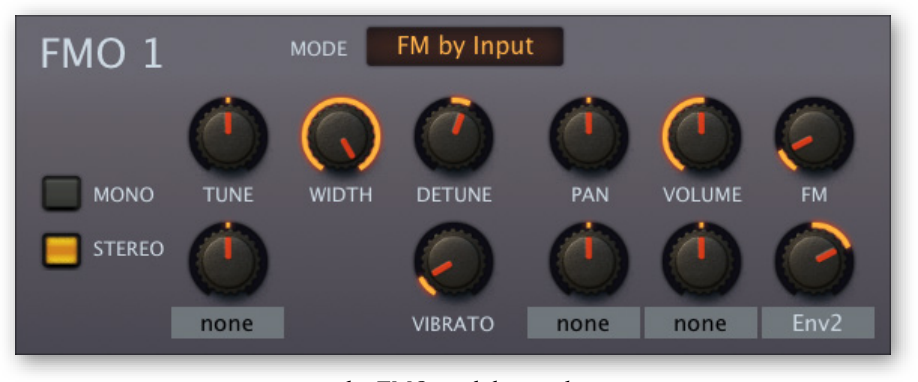 FMO 1
MODE
FM by Input
MONO
STEREO
TUNE
WIDTH
DETUNE
PAN
VOLUME
FM
none
VIBRATO
none
none
Env2